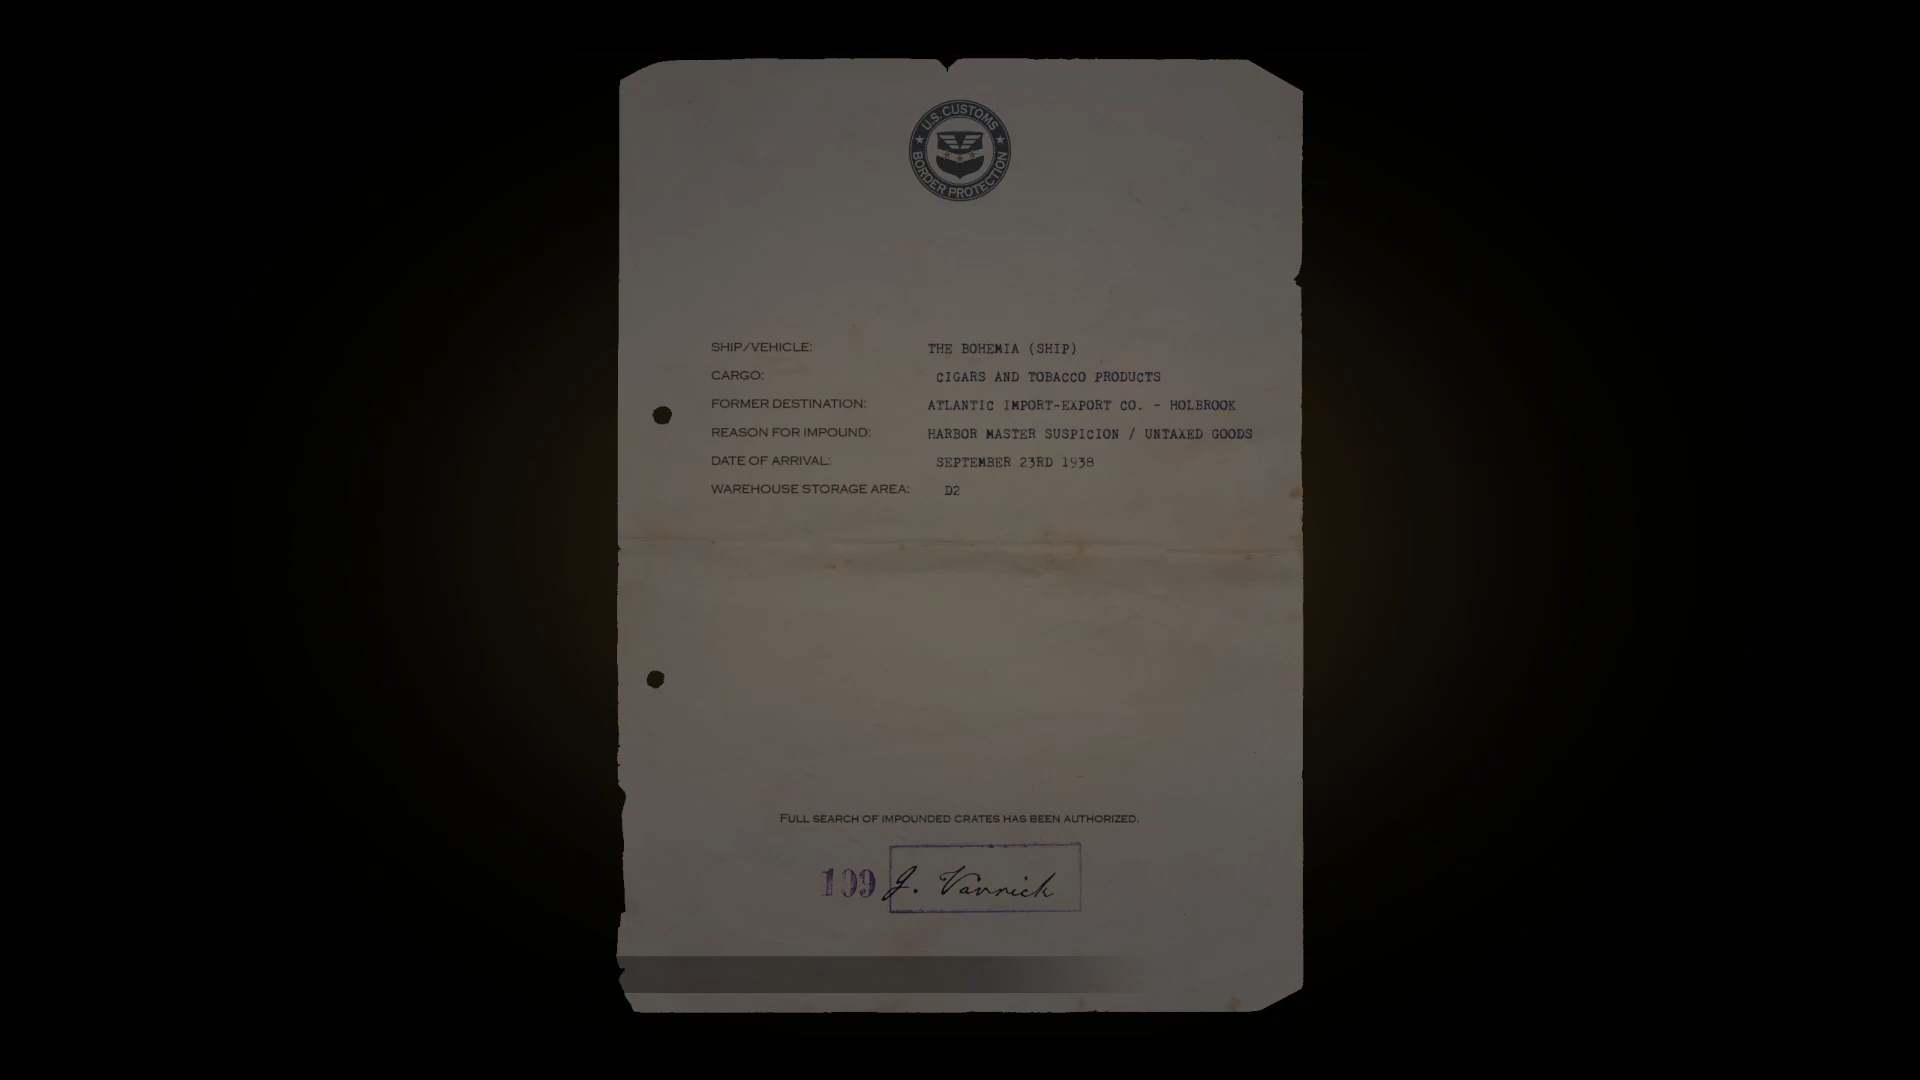 U.S. CUSTOMS
BORDER PROTECTION
SHIP/VEHICLE: THE BOHEMIA (SHIP)
CARGO: CIGARS AND TOBACCO PRODUCTS
FORMER DESTINATION: ATLANTIC IMPORT-EXPORT CO. - HOLBROOK
REASON FOR IMPOUND: HARBOR MASTER SUSPICION / UNTAXED GOODS
DATE OF ARRIVAL: SEPTEMBER 23RD 1938
WAREHOUSE STORAGE AREA: D2
FULL SEARCH OF IMPOUNDED CRATES HAS BEEN AUTHORIZED.
199 J. Vanrick